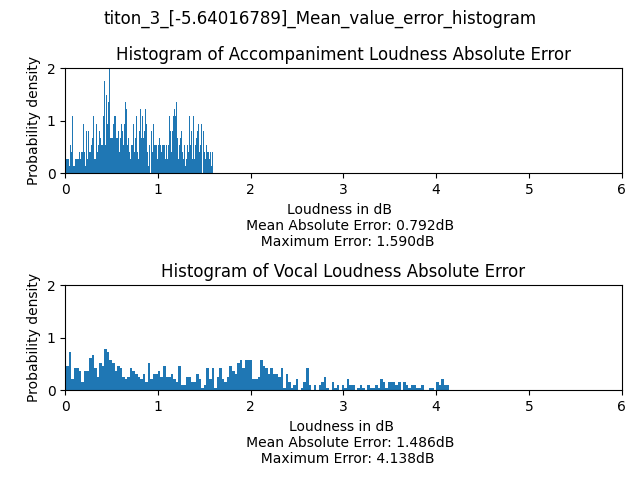 titon_3_[-5.64016789]_Mean_value_error_histogram
Histogram of Accompaniment Loudness Absolute Error
Probability density
2
1
0
0 1 2 3 4 5 6
Loudness in dB
Mean Absolute Error: 0.792dB
Maximum Error: 1.590dB
Histogram of Vocal Loudness Absolute Error
Probability density
2
1
0
0 1 2 3 4 5 6
Loudness in dB
Mean Absolute Error: 1.486dB
Maximum Error: 4.138dB